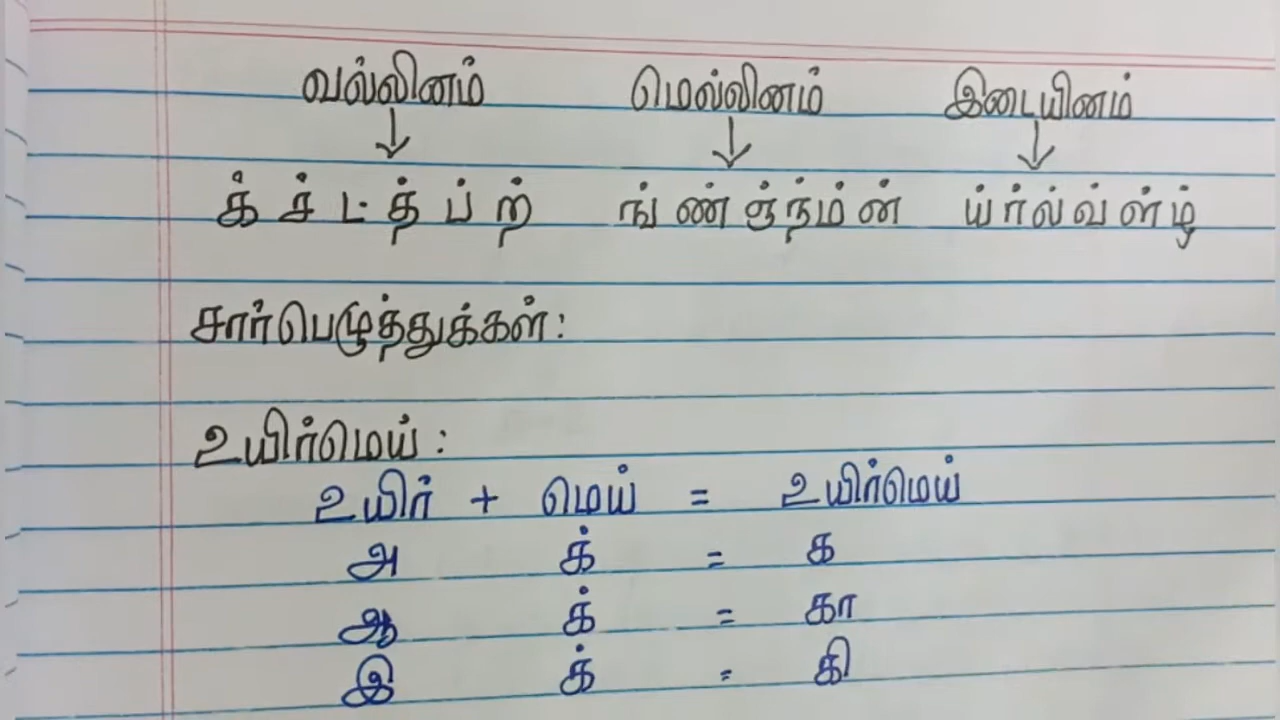 வல்லினம் மெல்லினம் இடையினம்
↓ ↓ ↓
க் ச் ட் த் ப் ற் ங் ண் ஞ் ந் ம் ன் ய் ர் ல் வ் ள் ழ்
சார்பெழுத்துக்கள் :
உயிர்மெய் :
உயிர் + மெய் = உயிர்மெய்
அ க் = க
ஆ க் = கா
இ க் = கி